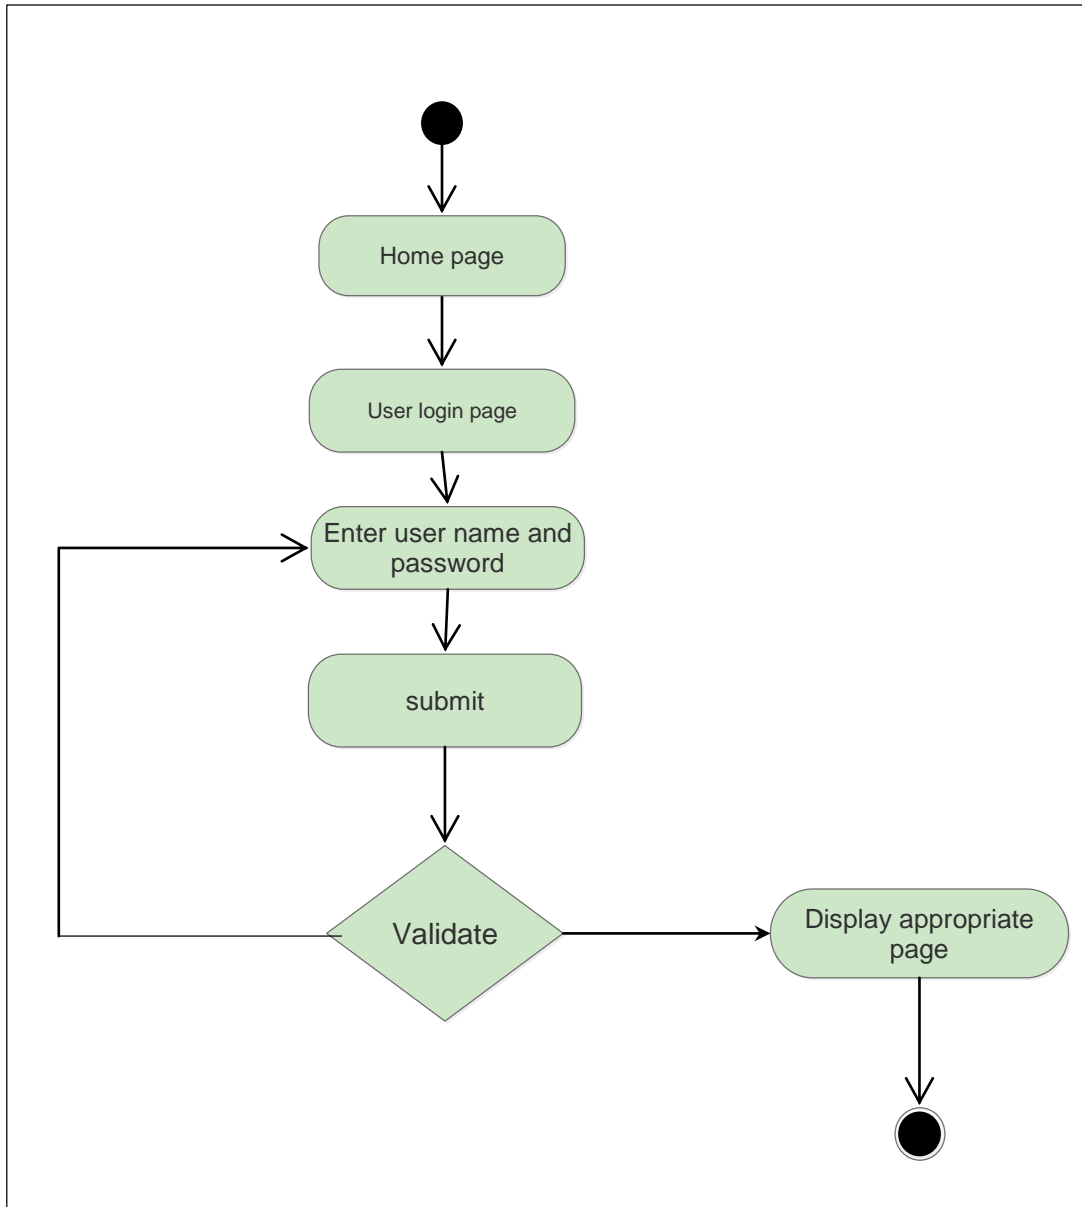 Home page
User login page
Enter user name and
password
submit
Validate
Display appropriate
page